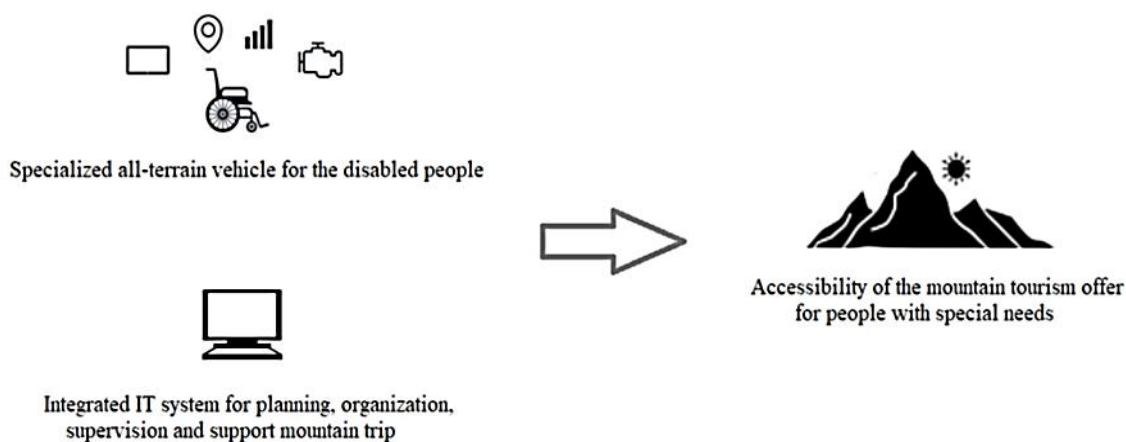 Specialized all-terrain vehicle for the disabled people
Accessibility of the mountain tourism offer
for people with special needs
Integrated IT system for planning, organization,
supervision and support mountain trip